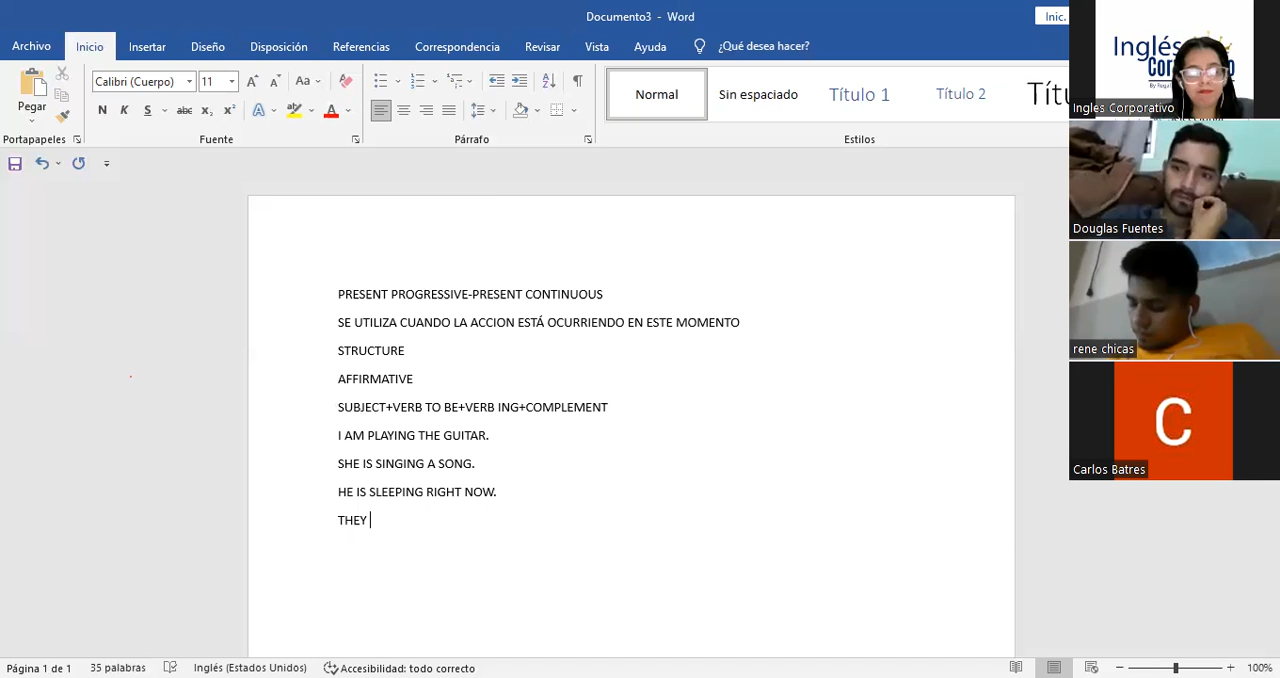 Documento3 - Word
Inic.
Archivo Inicio Insertar Diseño Disposición Referencias Correspondencia Revisar Vista Ayuda ¿Qué desea hacer?
Pegar
Calibri (Cuerpo) 11
Normal
Sin espaciado
Título 1
Título 2
Portapapeles Fuente Párrafo Estilos
PRESENT PROGRESSIVE-PRESENT CONTINUOUS
SE UTILIZA CUANDO LA ACCION ESTÁ OCURRIENDO EN ESTE MOMENTO
STRUCTURE
AFFIRMATIVE
SUBJECT+VERB TO BE+VERB ING+COMPLEMENT
I AM PLAYING THE GUITAR.
SHE IS SINGING A SONG.
HE IS SLEEPING RIGHT NOW.
THEY
Ingles Corporativo
Douglas Fuentes
rene chicas
C
Carlos Batres
Página 1 de 1 35 palabras Inglés (Estados Unidos) Accesibilidad: todo correcto 100%